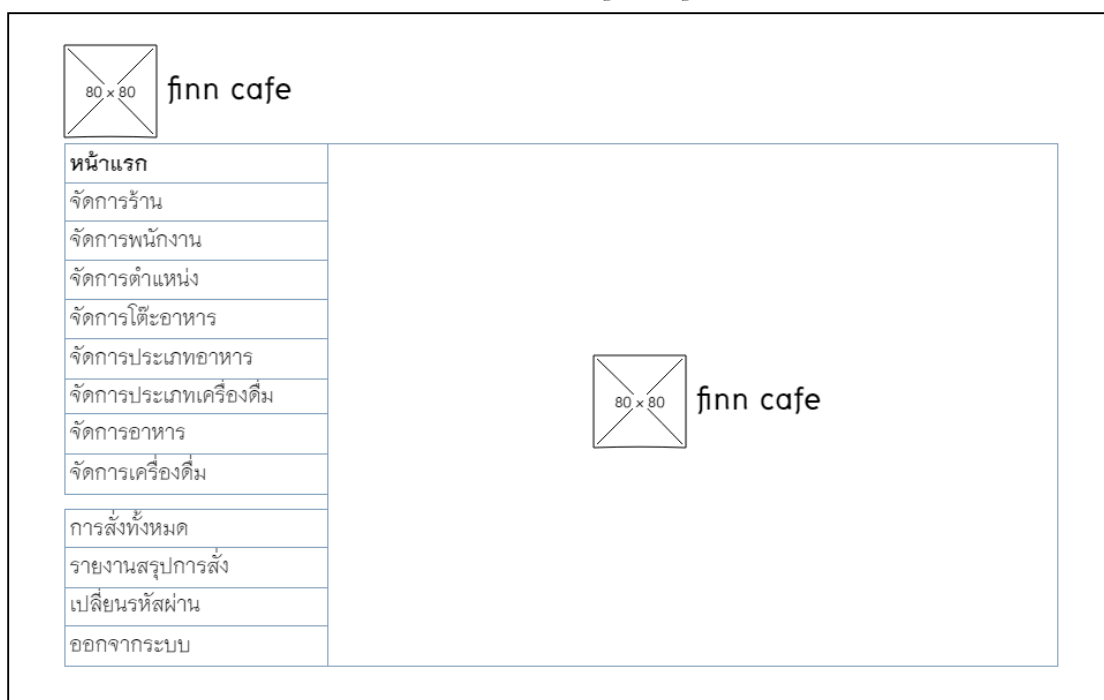 80 × 80
finn cafe
หน้าแรก
จัดการร้าน
จัดการพนักงาน
จัดการตำแหน่ง
จัดการโต๊ะอาหาร
จัดการประเภทอาหาร
จัดการประเภทเครื่องดื่ม
จัดการอาหาร
จัดการเครื่องดื่ม
การสั่งทั้งหมด
รายงานสรุปการสั่ง
เปลี่ยนรหัสผ่าน
ออกจากระบบ
80 × 80
finn cafe